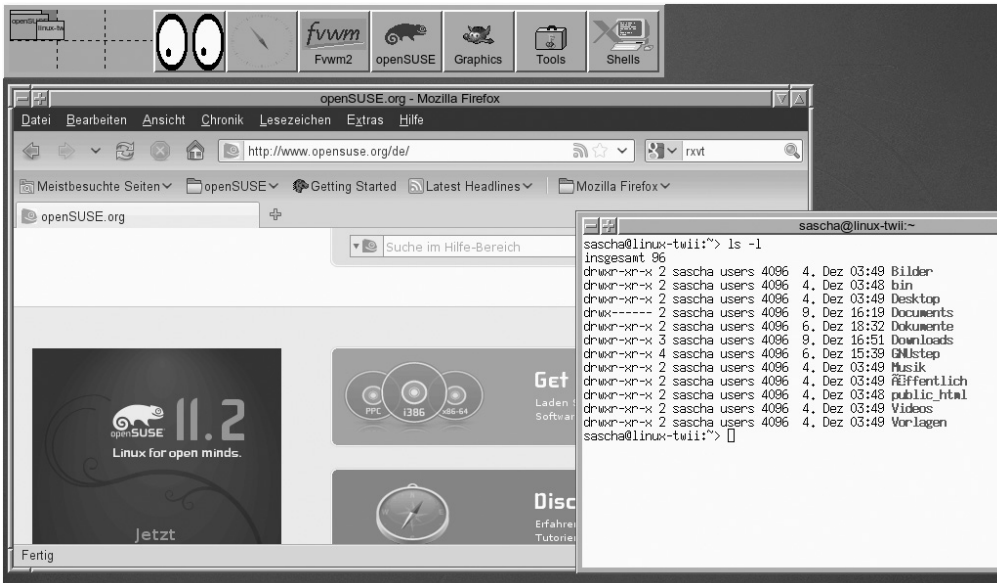 openSU
linux-tw
fvwm
Fvwm2
openSUSE
Graphics
Tools
Shells
openSUSE.org - Mozilla Firefox
Datei Bearbeiten Ansicht Chronik Lesezeichen Extras Hilfe
http://www.opensuse.org/de/
rxvt
Meistbesuchte Seiten openSUSE Getting Started Latest Headlines Mozilla Firefox
openSUSE.org
Suche im Hilfe-Bereich
openSUSE 11.2
Linux for open minds.
Jetzt
PPC i386 x86-64
Get
Laden
Softwar
Disc
Erfahre
Tutorie
Fertig
sascha@linux-twii:~
sascha@linux-twii:~> ls -l
insgesamt 96
drwxr-xr-x 2 sascha users 4096 4. Dez 03:49 Bilder
drwxr-xr-x 2 sascha users 4096 4. Dez 03:48 bin
drwxr-xr-x 2 sascha users 4096 4. Dez 03:49 Desktop
drwx------ 2 sascha users 4096 9. Dez 16:19 Documents
drwxr-xr-x 2 sascha users 4096 6. Dez 18:32 Dokumente
drwxr-xr-x 3 sascha users 4096 9. Dez 16:51 Downloads
drwxr-xr-x 4 sascha users 4096 6. Dez 15:39 GNUstep
drwxr-xr-x 2 sascha users 4096 4. Dez 03:49 Musik
drwxr-xr-x 2 sascha users 4096 4. Dez 03:49 Ã▯ffentlich
drwxr-xr-x 2 sascha users 4096 4. Dez 03:48 public_html
drwxr-xr-x 2 sascha users 4096 4. Dez 03:49 Videos
drwxr-xr-x 2 sascha users 4096 4. Dez 03:49 Vorlagen
sascha@linux-twii:~>